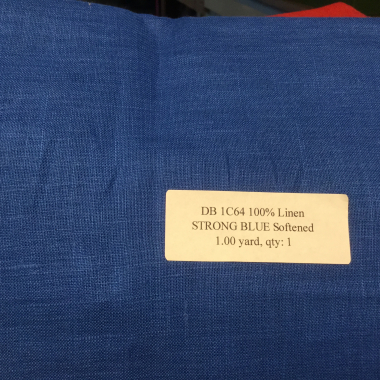 DB 1C64 100% Linen
STRONG BLUE Softened
1.00 yard, qty: 1